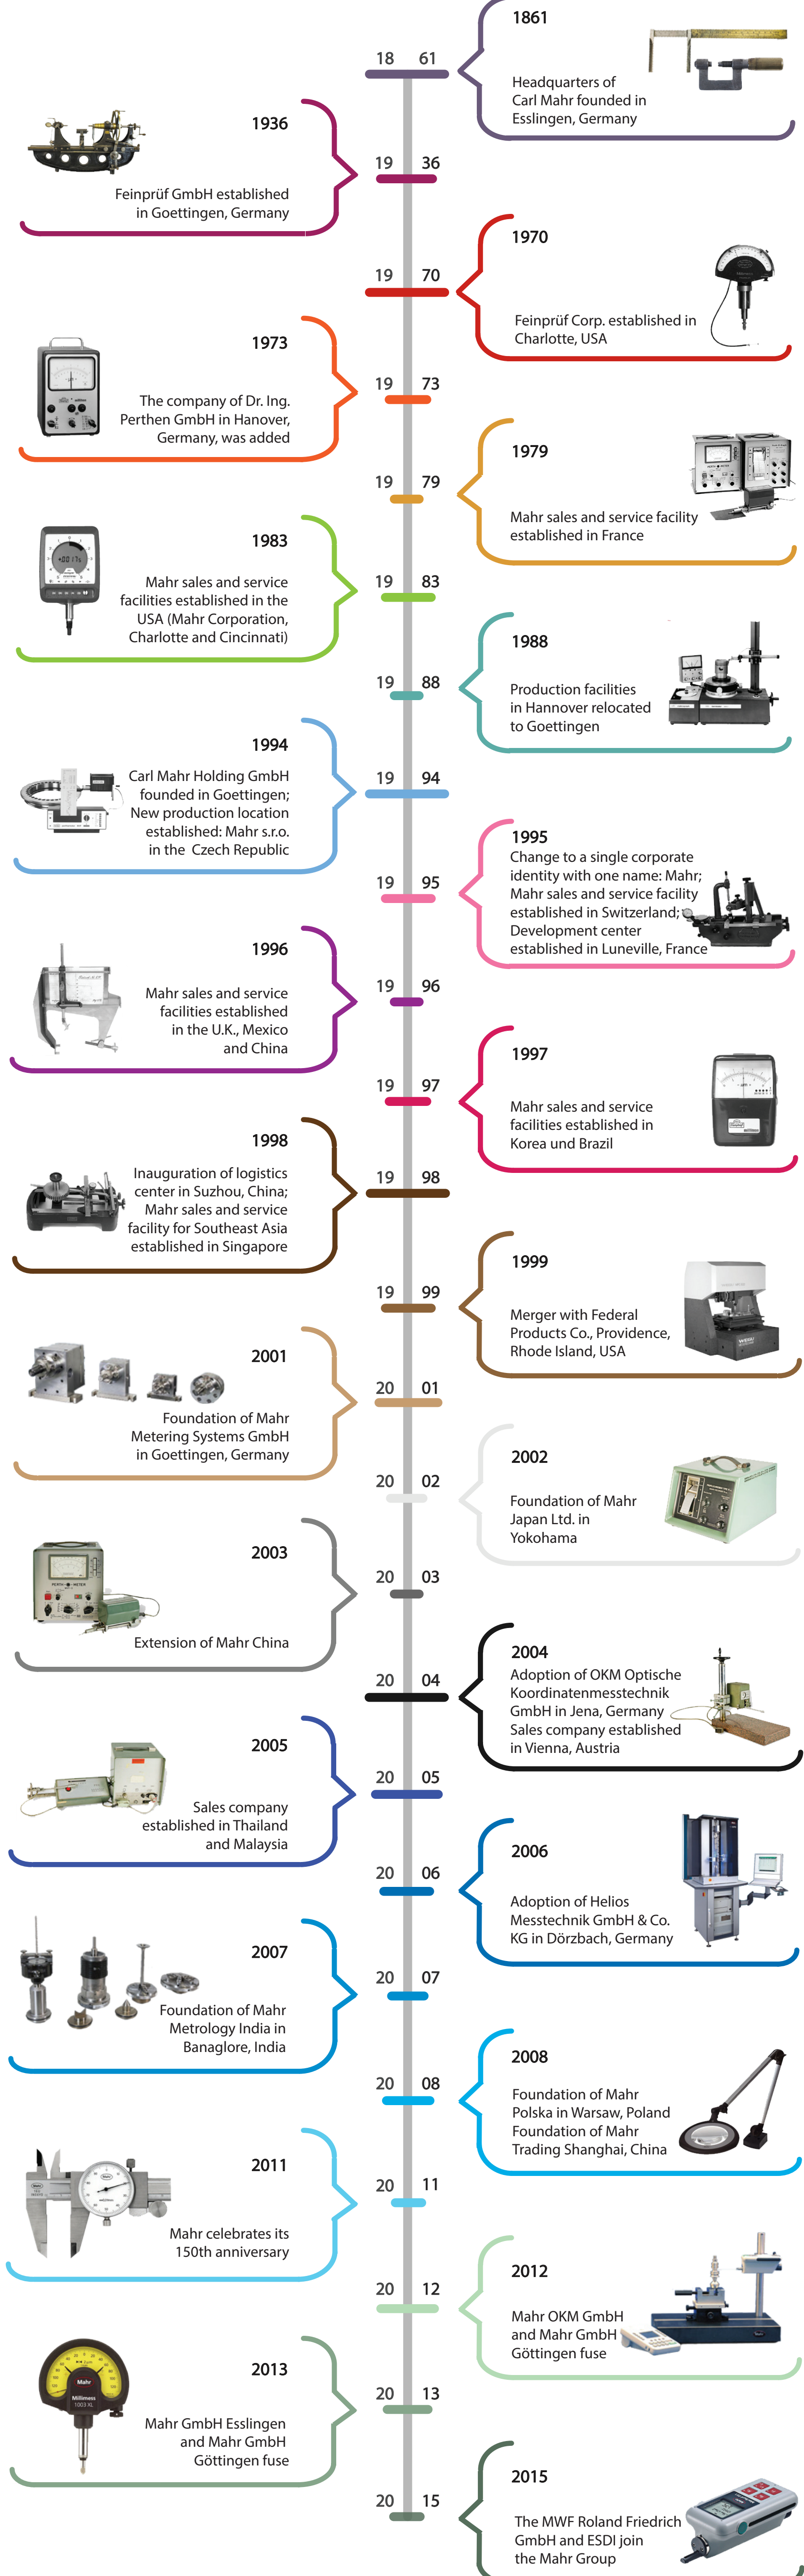 1861
18 61
Headquarters of
Carl Mahr founded in
Esslingen, Germany
1936
19 36
Feinprüf GmbH established
in Goettingen, Germany
1970
19 70
Feinprüf Corp. established in
Charlotte, USA
1973
19 73
The company of Dr. Ing.
Perthen GmbH in Hanover,
Germany, was added
1979
19 79
Mahr sales and service facility
established in France
1983
19 83
Mahr sales and service
facilities established in the
USA (Mahr Corporation,
Charlotte and Cincinnati)
1988
19 88
Production facilities
in Hannover relocated
to Goettingen
1994
19 94
Carl Mahr Holding GmbH
founded in Goettingen;
New production location
established: Mahr s.r.o.
in the Czech Republic
1995
19 95
Change to a single corporate
identity with one name: Mahr;
Mahr sales and service facility
established in Switzerland;
Development center
established in Luneville, France
1996
19 96
Mahr sales and service
facilities established
in the U.K., Mexico
and China
1997
19 97
Mahr sales and service
facilities established in
Korea und Brazil
1998
19 98
Inauguration of logistics
center in Suzhou, China;
Mahr sales and service
facility for Southeast Asia
established in Singapore
1999
19 99
Merger with Federal
Products Co., Providence,
Rhode Island, USA
2001
20 01
Foundation of Mahr
Metering Systems GmbH
in Goettingen, Germany
2002
20 02
Foundation of Mahr
Japan Ltd. in
Yokohama
2003
20 03
PERTH-O-METER
Extension of Mahr China
2004
20 04
Adoption of OKM Optische
Koordinatenmesstechnik
GmbH in Jena, Germany
Sales company established
in Vienna, Austria
2005
20 05
Sales company
established in Thailand
and Malaysia
2006
20 06
Adoption of Helios
Messtechnik GmbH & Co.
KG in Dörzbach, Germany
2007
20 07
Foundation of Mahr
Metrology India in
Banaglore, India
2008
20 08
Foundation of Mahr
Polska in Warsaw, Poland
Foundation of Mahr
Trading Shanghai, China
2011
20 11
Mahr celebrates its
150th anniversary
2012
20 12
Mahr OKM GmbH
and Mahr GmbH
Göttingen fuse
2013
20 13
Mahr
Millimess
1003 XL
Mahr GmbH Esslingen
and Mahr GmbH
Göttingen fuse
2015
20 15
The MWF Roland Friedrich
GmbH and ESDI join
the Mahr Group